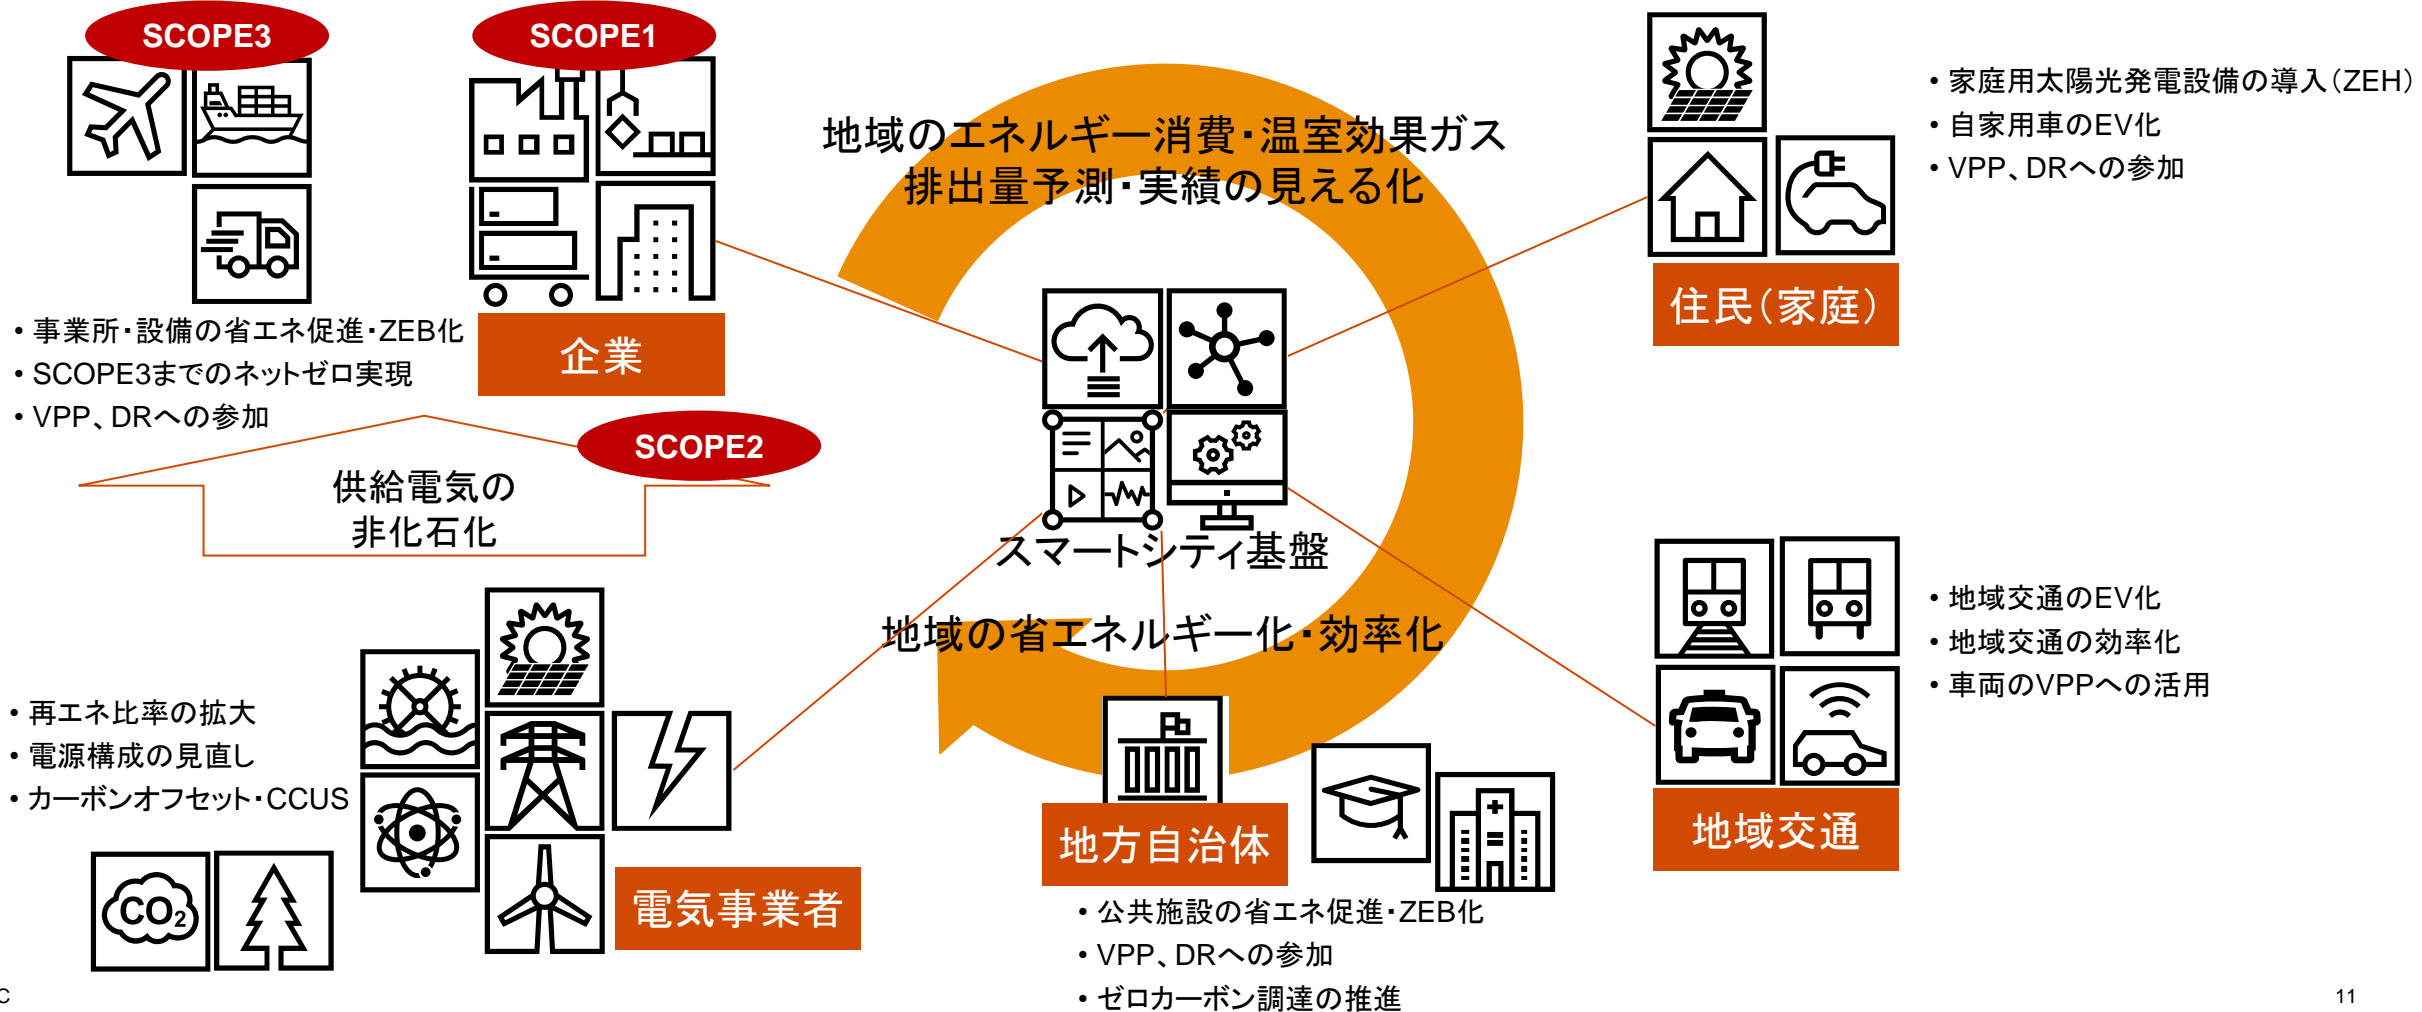 SCOPE3
SCOPE1
・事業所・設備の省エネ促進・ZEB化
・SCOPE3までのネットゼロ実現
・VPP、DRへの参加
企業
SCOPE2
供給電気の
非化石化
・再エネ比率の拡大
・電源構成の見直し
・カーボンオフセット・CCUS
CO₂
電気事業者
地域のエネルギー消費・温室効果ガス
排出量予測・実績の見える化
スマートシティ基盤
地域の省エネルギー化・効率化
地方自治体
・公共施設の省エネ促進・ZEB化
・VPP、DRへの参加
・ゼロカーボン調達の推進
・家庭用太陽光発電設備の導入(ZEH)
・自家用車のEV化
・VPP、DRへの参加
住民(家庭)
・地域交通のEV化
・地域交通の効率化
・車両のVPPへの活用
地域交通
C
11